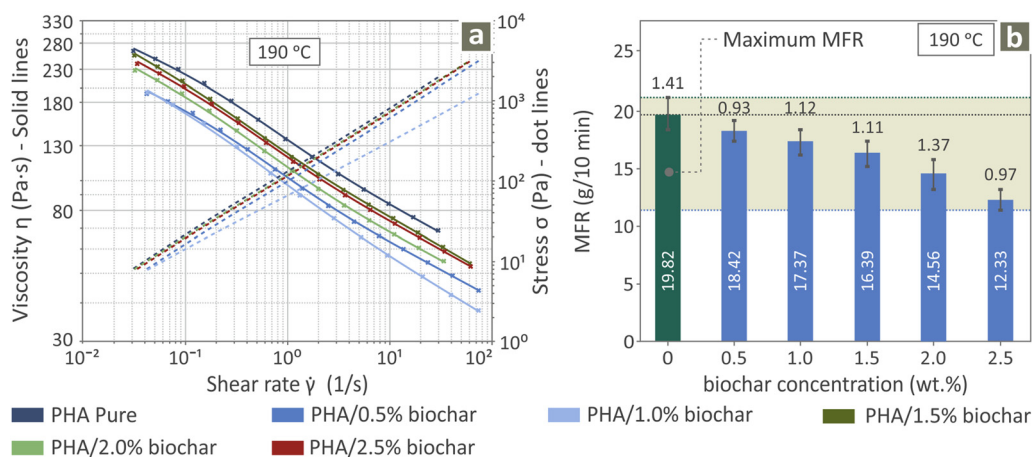 a
190 °C
Viscosity η (Pa·s) - Solid lines
330
280
230
180
130
80
30
10⁻²
10⁻¹
10⁰
10¹
10²
Shear rate γ̇ (1/s)
10⁴
10³
10²
10¹
10⁰
Stress σ (Pa) - dot lines
b
190 °C
Maximum MFR
MFR (g/10 min)
25
20
15
10
5
0
1.41
0.93
1.12
1.11
1.37
0.97
19.82
18.42
17.37
16.39
14.56
12.33
0
0.5
1.0
1.5
2.0
2.5
biochar concentration (wt.%)
PHA Pure
PHA/0.5% biochar
PHA/1.0% biochar
PHA/1.5% biochar
PHA/2.0% biochar
PHA/2.5% biochar